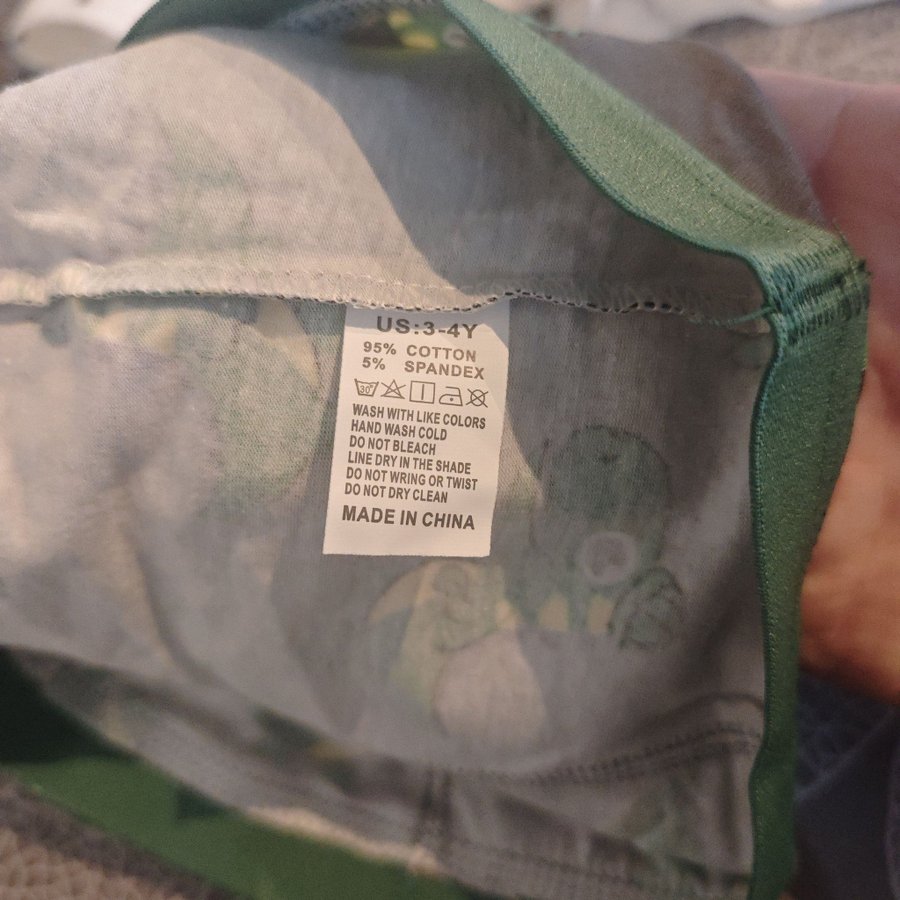 US:3-4Y
95% COTTON
5% SPANDEX
30°
WASH WITH LIKE COLORS
HAND WASH COLD
DO NOT BLEACH
LINE DRY IN THE SHADE
DO NOT WRING OR TWIST
DO NOT DRY CLEAN
MADE IN CHINA